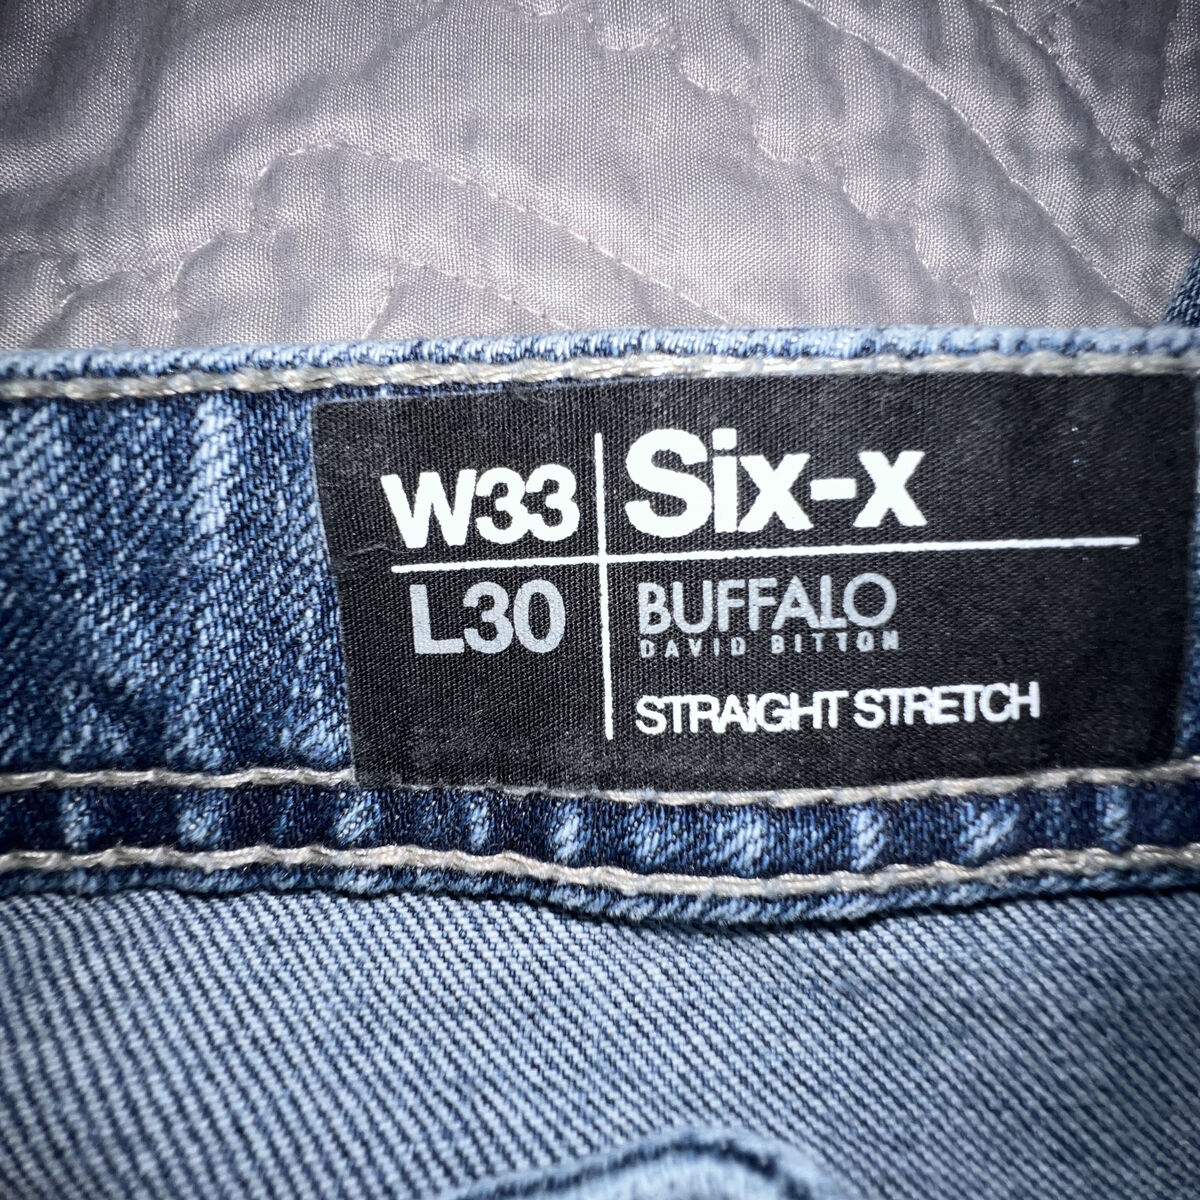 W33
L30
Six-x
BUFFALO
DAVID BITTON
STRAIGHT STRETCH